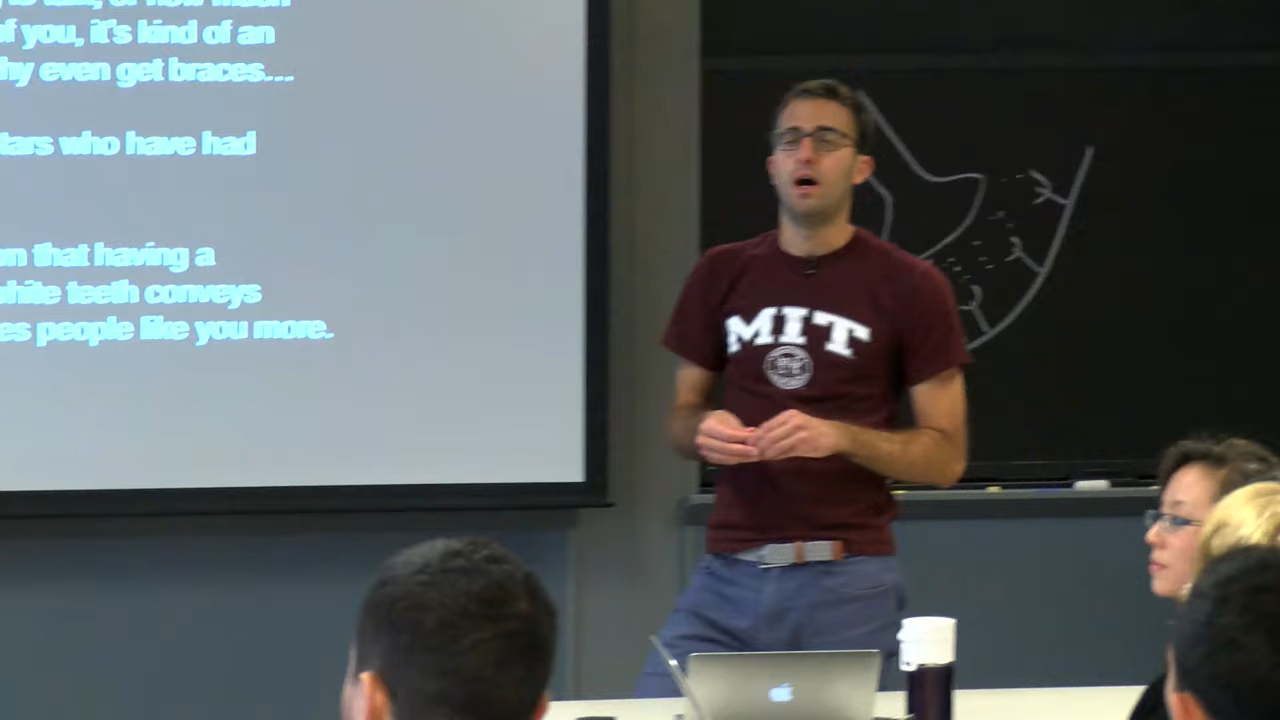 of you, it's kind of an
hy even get braces...
tars who have had
n that having a
white teeth conveys
es people like you more.
MIT